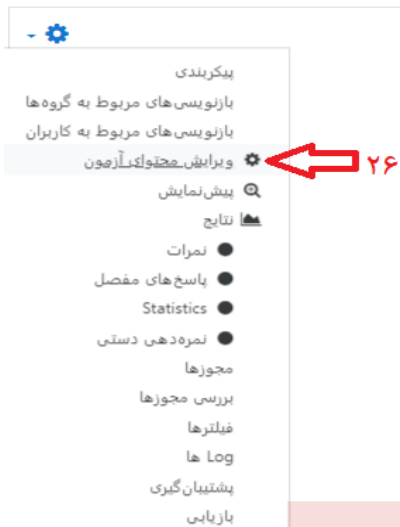 پیکربندی
بازنویسی‌های مربوط به گروه‌ها
بازنویسی‌های مربوط به کاربران
ویرایش محتوای آزمون
۲۶
پیش‌نمایش
نتایج
نمرات
پاسخ‌های مفصل
Statistics
نمره‌دهی دستی
مجوزها
بررسی مجوزها
فیلترها
Log ها
پشتیبان‌گیری
بازیابی